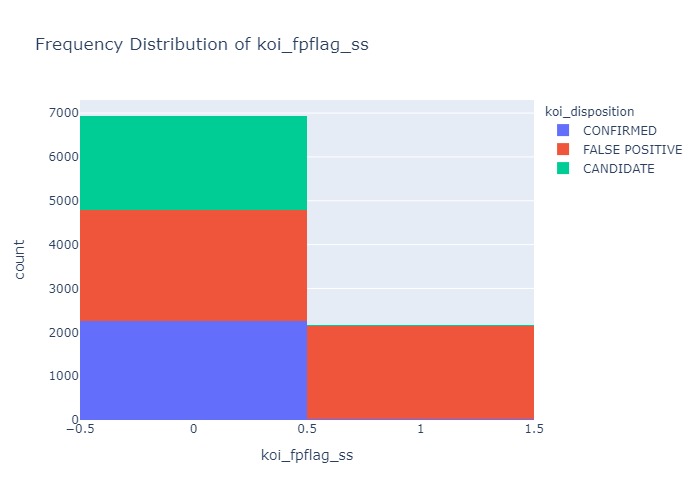 Frequency Distribution of koi_fpflag_ss
koi_disposition
CONFIRMED
FALSE POSITIVE
CANDIDATE
7000
6000
5000
4000
3000
2000
1000
0
count
−0.5
0
0.5
1
1.5
koi_fpflag_ss